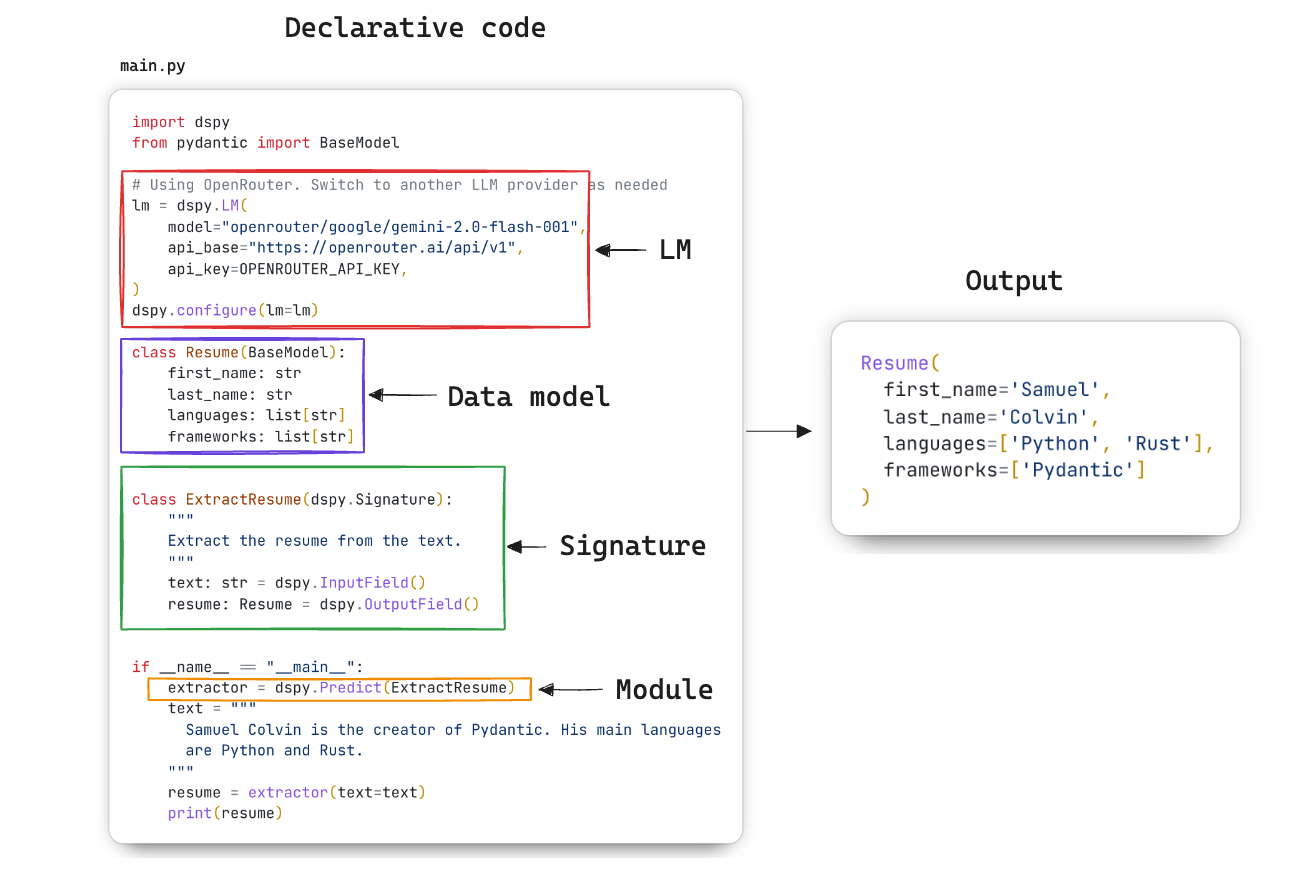 Declarative code
main.py
import dspy
from pydantic import BaseModel
# Using OpenRouter. Switch to another LLM provider as needed
lm = dspy.LM(
    model="openrouter/google/gemini-2.0-flash-001",
    api_base="https://openrouter.ai/api/v1",
    api_key=OPENROUTER_API_KEY,
)
dspy.configure(lm=lm)
LM
class Resume(BaseModel):
    first_name: str
    last_name: str
    languages: list[str]
    frameworks: list[str]
Data model
class ExtractResume(dspy.Signature):
    """
    Extract the resume from the text.
    """
    text: str = dspy.InputField()
    resume: Resume = dspy.OutputField()
Signature
if __name__ == "__main__":
    extractor = dspy.Predict(ExtractResume)
Module
    text = """
      Samuel Colvin is the creator of Pydantic. His main languages
      are Python and Rust.
    """
    resume = extractor(text=text)
    print(resume)
Output
Resume(
  first_name='Samuel',
  last_name='Colvin',
  languages=['Python', 'Rust'],
  frameworks=['Pydantic']
)